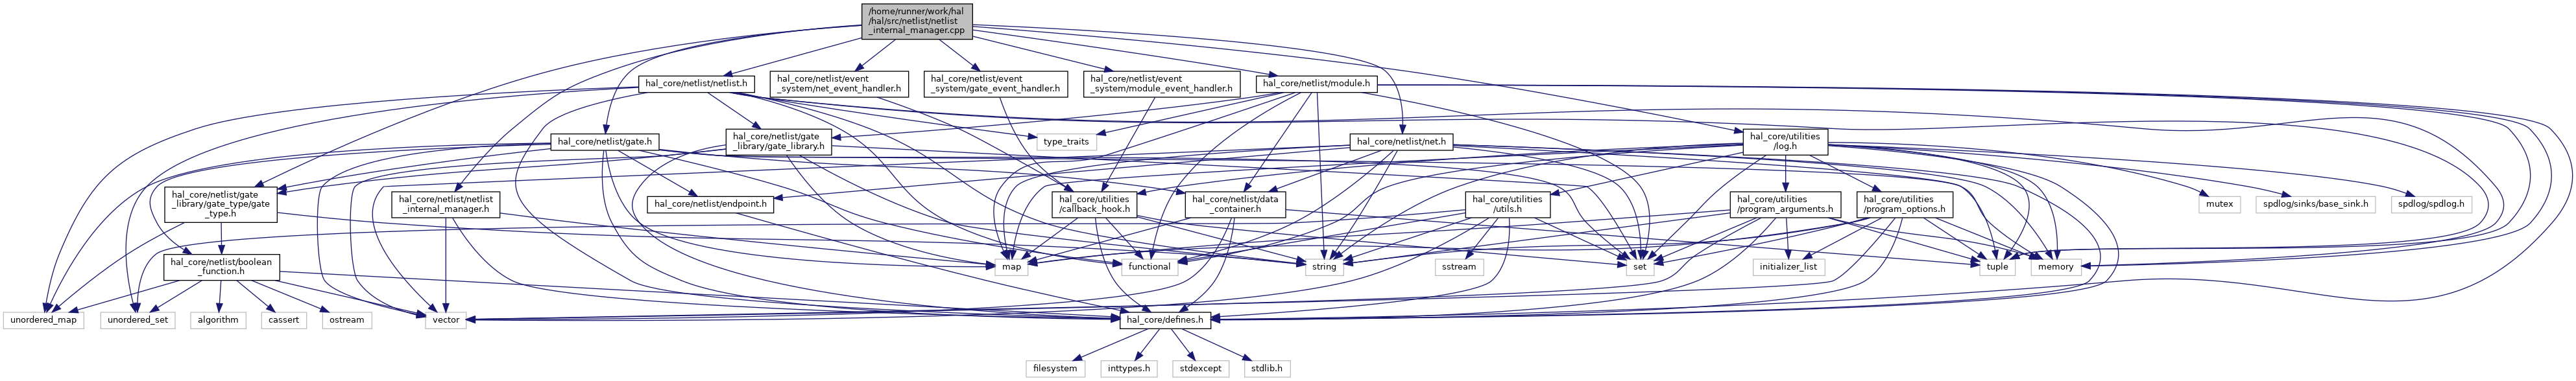 /home/runner/work/hal
/hal/src/netlist/netlist
_internal_manager.cpp
hal_core/netlist/netlist.h
hal_core/netlist/event
_system/net_event_handler.h
hal_core/netlist/event
_system/gate_event_handler.h
hal_core/netlist/event
_system/module_event_handler.h
hal_core/netlist/module.h
hal_core/netlist/gate.h
hal_core/netlist/gate
_library/gate_library.h
type_traits
hal_core/netlist/net.h
hal_core/utilities
/log.h
hal_core/netlist/gate
_library/gate_type/gate
_type.h
hal_core/netlist/netlist
_internal_manager.h
hal_core/netlist/endpoint.h
hal_core/utilities
/callback_hook.h
hal_core/netlist/data
_container.h
hal_core/utilities
/utils.h
hal_core/utilities
/program_arguments.h
hal_core/utilities
/program_options.h
mutex
spdlog/sinks/base_sink.h
spdlog/spdlog.h
hal_core/netlist/boolean
_function.h
map
functional
string
sstream
set
initializer_list
tuple
memory
unordered_map
unordered_set
algorithm
cassert
ostream
vector
hal_core/defines.h
filesystem
inttypes.h
stdexcept
stdlib.h